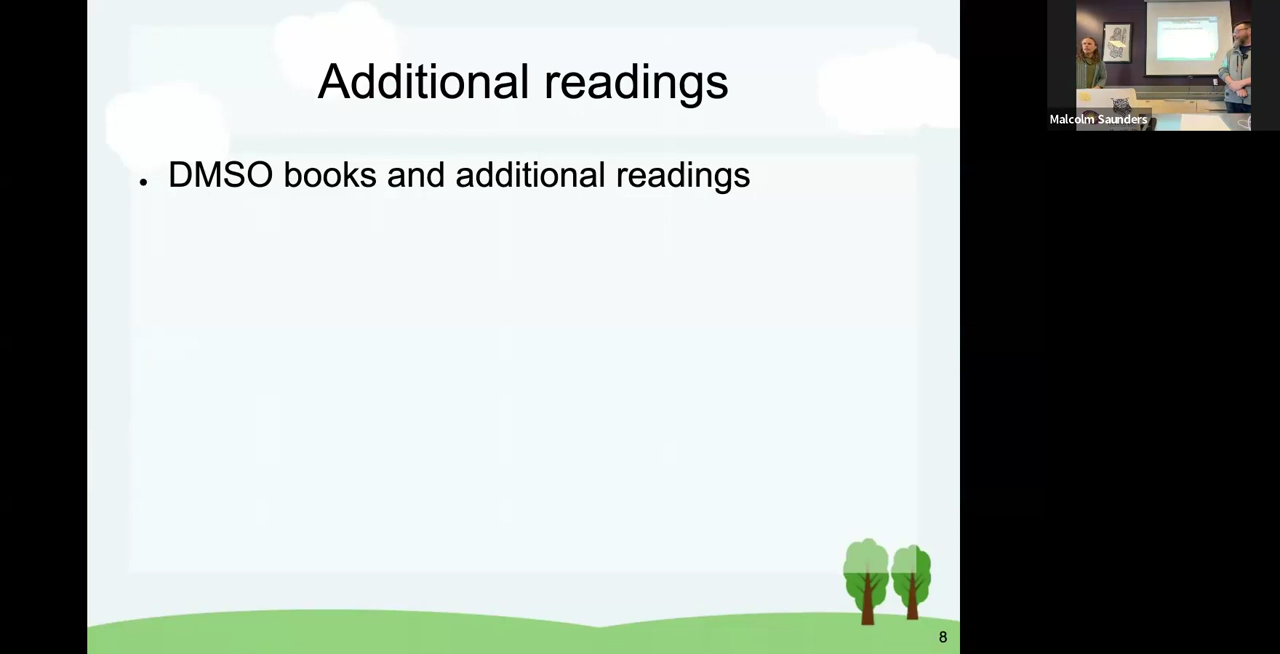 Additional readings
• DMSO books and additional readings
8
Malcolm Saunders